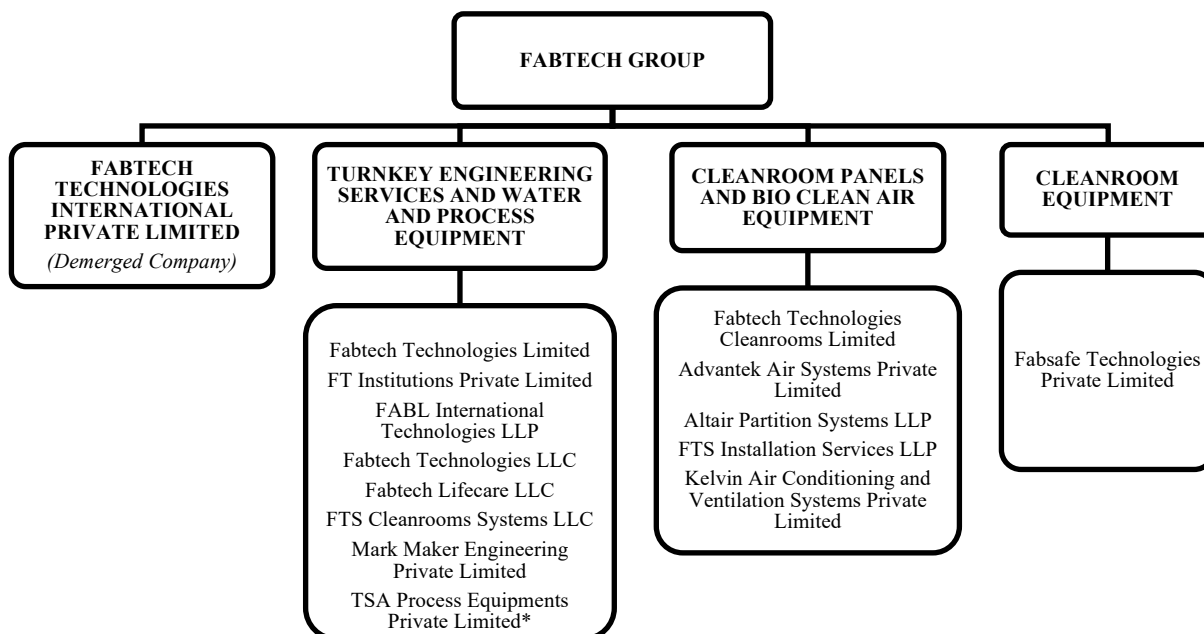 FABTECH GROUP
FABTECH
TECHNOLOGIES
INTERNATIONAL
PRIVATE LIMITED
(Demerged Company)
TURNKEY ENGINEERING
SERVICES AND WATER
AND PROCESS
EQUIPMENT
Fabtech Technologies Limited
FT Institutions Private Limited
FABL International
Technologies LLP
Fabtech Technologies LLC
Fabtech Lifecare LLC
FTS Cleanrooms Systems LLC
Mark Maker Engineering
Private Limited
TSA Process Equipments
Private Limited*
CLEANROOM PANELS
AND BIO CLEAN AIR
EQUIPMENT
Fabtech Technologies
Cleanrooms Limited
Advantek Air Systems Private
Limited
Altair Partition Systems LLP
FTS Installation Services LLP
Kelvin Air Conditioning and
Ventilation Systems Private
Limited
CLEANROOM
EQUIPMENT
Fabsafe Technologies
Private Limited